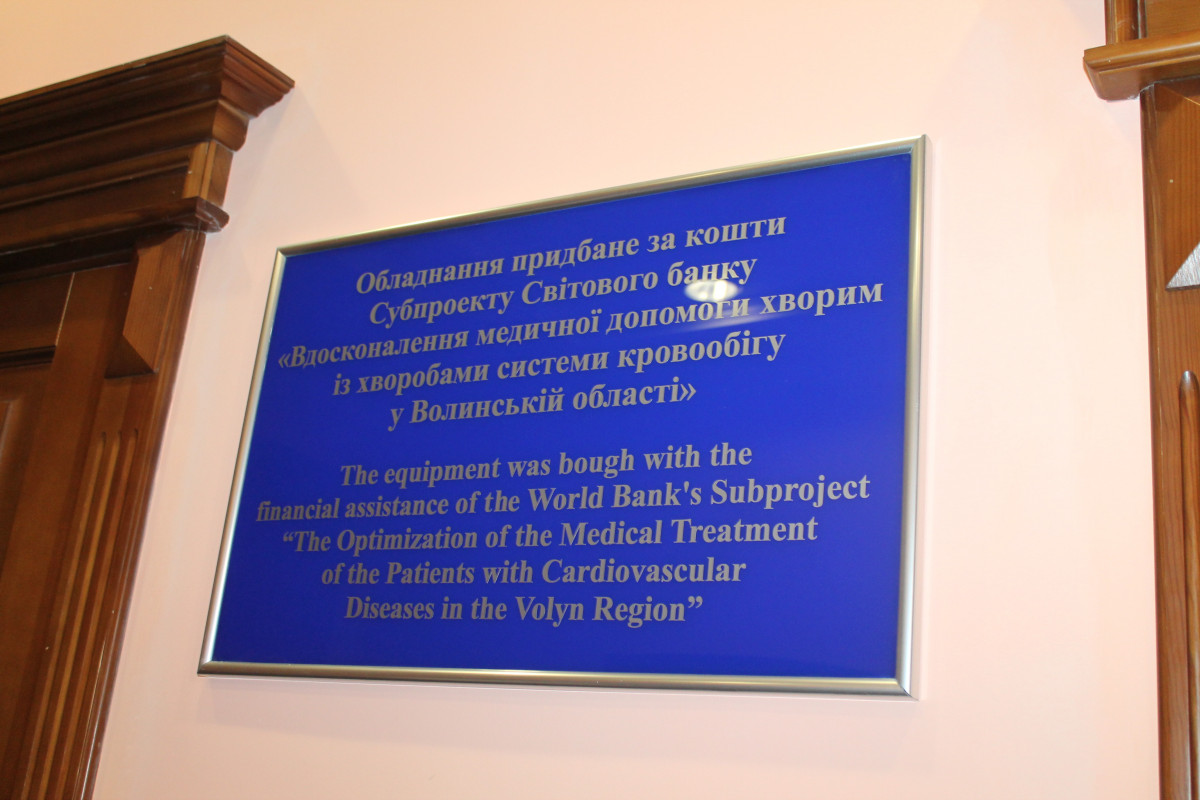 Обладнання придбане за кошти
Субпроекту Світового банку
«Вдосконалення медичної допомоги хворим
із хворобами системи кровообігу
у Волинській області»
The equipment was bough with the
financial assistance of the World Bank's Subproject
“The Optimization of the Medical Treatment
of the Patients with Cardiovascular
Diseases in the Volyn Region”